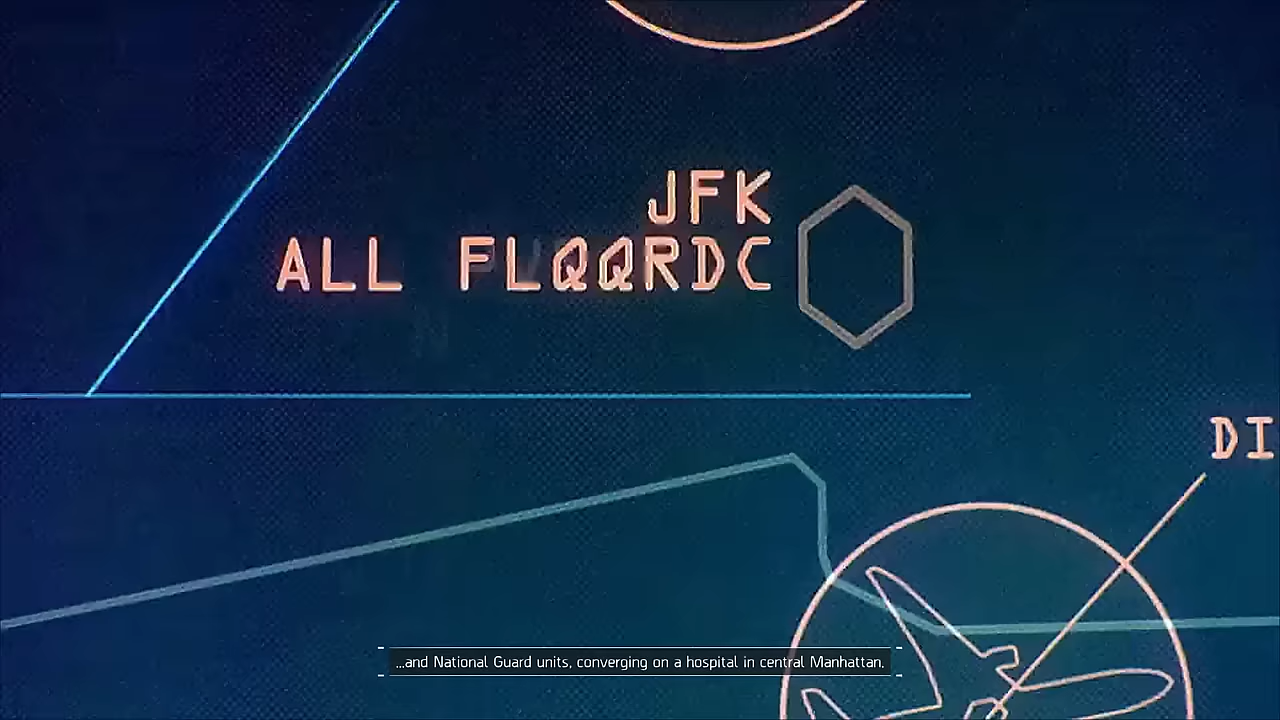 JFK
ALL FLQQRDC
DI
...and National Guard units, converging on a hospital in central Manhattan.